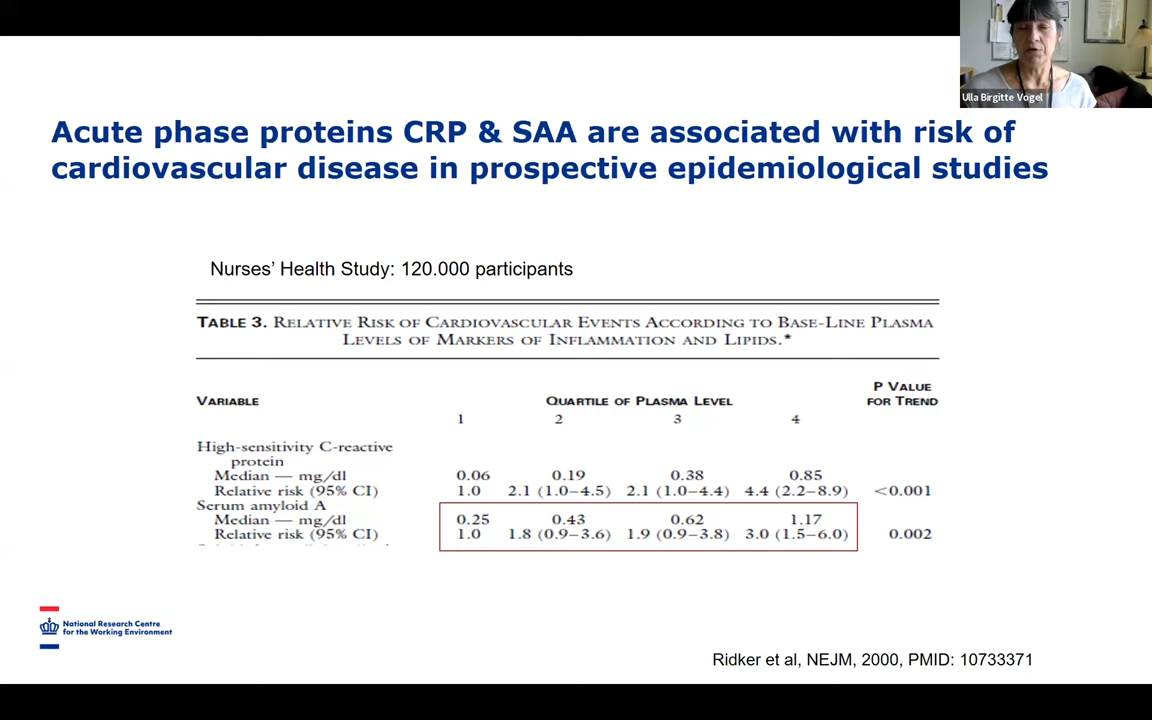 Ulla Birgitte Vogel
Acute phase proteins CRP & SAA are associated with risk of
cardiovascular disease in prospective epidemiological studies
Nurses' Health Study: 120.000 participants
TABLE 3. RELATIVE RISK OF CARDIOVASCULAR EVENTS ACCORDING TO BASE-LINE PLASMA
LEVELS OF MARKERS OF INFLAMMATION AND LIPIDS.*
VARIABLE QUARTILE OF PLASMA LEVEL P VALUE FOR TREND
1 2 3 4
High-sensitivity C-reactive
protein
Median — mg/dl 0.06 0.19 0.38 0.85
Relative risk (95% CI) 1.0 2.1 (1.0–4.5) 2.1 (1.0–4.4) 4.4 (2.2–8.9) <0.001
Serum amyloid A
Median — mg/dl 0.25 0.43 0.62 1.17
Relative risk (95% CI) 1.0 1.8 (0.9–3.6) 1.9 (0.9–3.8) 3.0 (1.5–6.0) 0.002
National Research Centre
for the Working Environment
Ridker et al, NEJM, 2000, PMID: 10733371